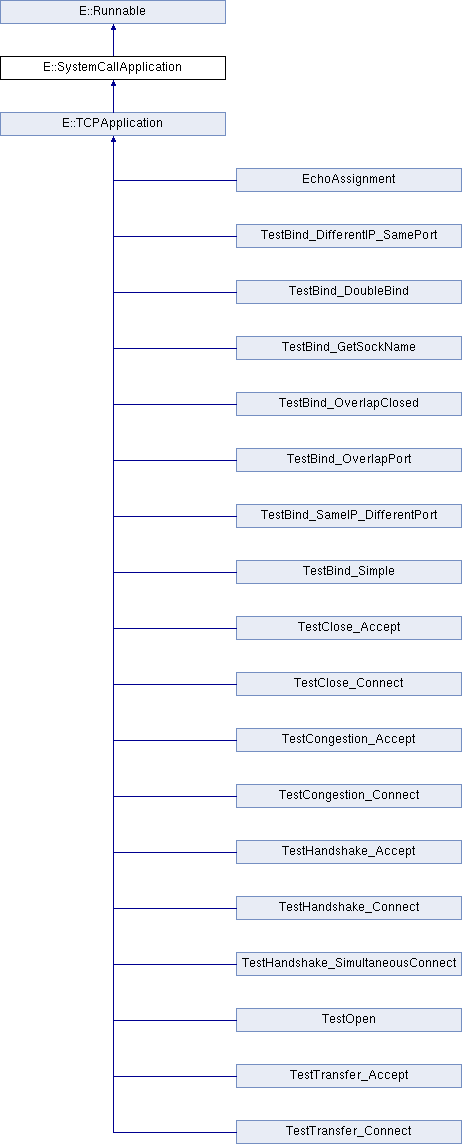 E::Runnable
E::SystemCallApplication
E::TCPApplication
EchoAssignment
TestBind_DifferentIP_SamePort
TestBind_DoubleBind
TestBind_GetSockName
TestBind_OverlapClosed
TestBind_OverlapPort
TestBind_SameIP_DifferentPort
TestBind_Simple
TestClose_Accept
TestClose_Connect
TestCongestion_Accept
TestCongestion_Connect
TestHandshake_Accept
TestHandshake_Connect
TestHandshake_SimultaneousConnect
TestOpen
TestTransfer_Accept
TestTransfer_Connect